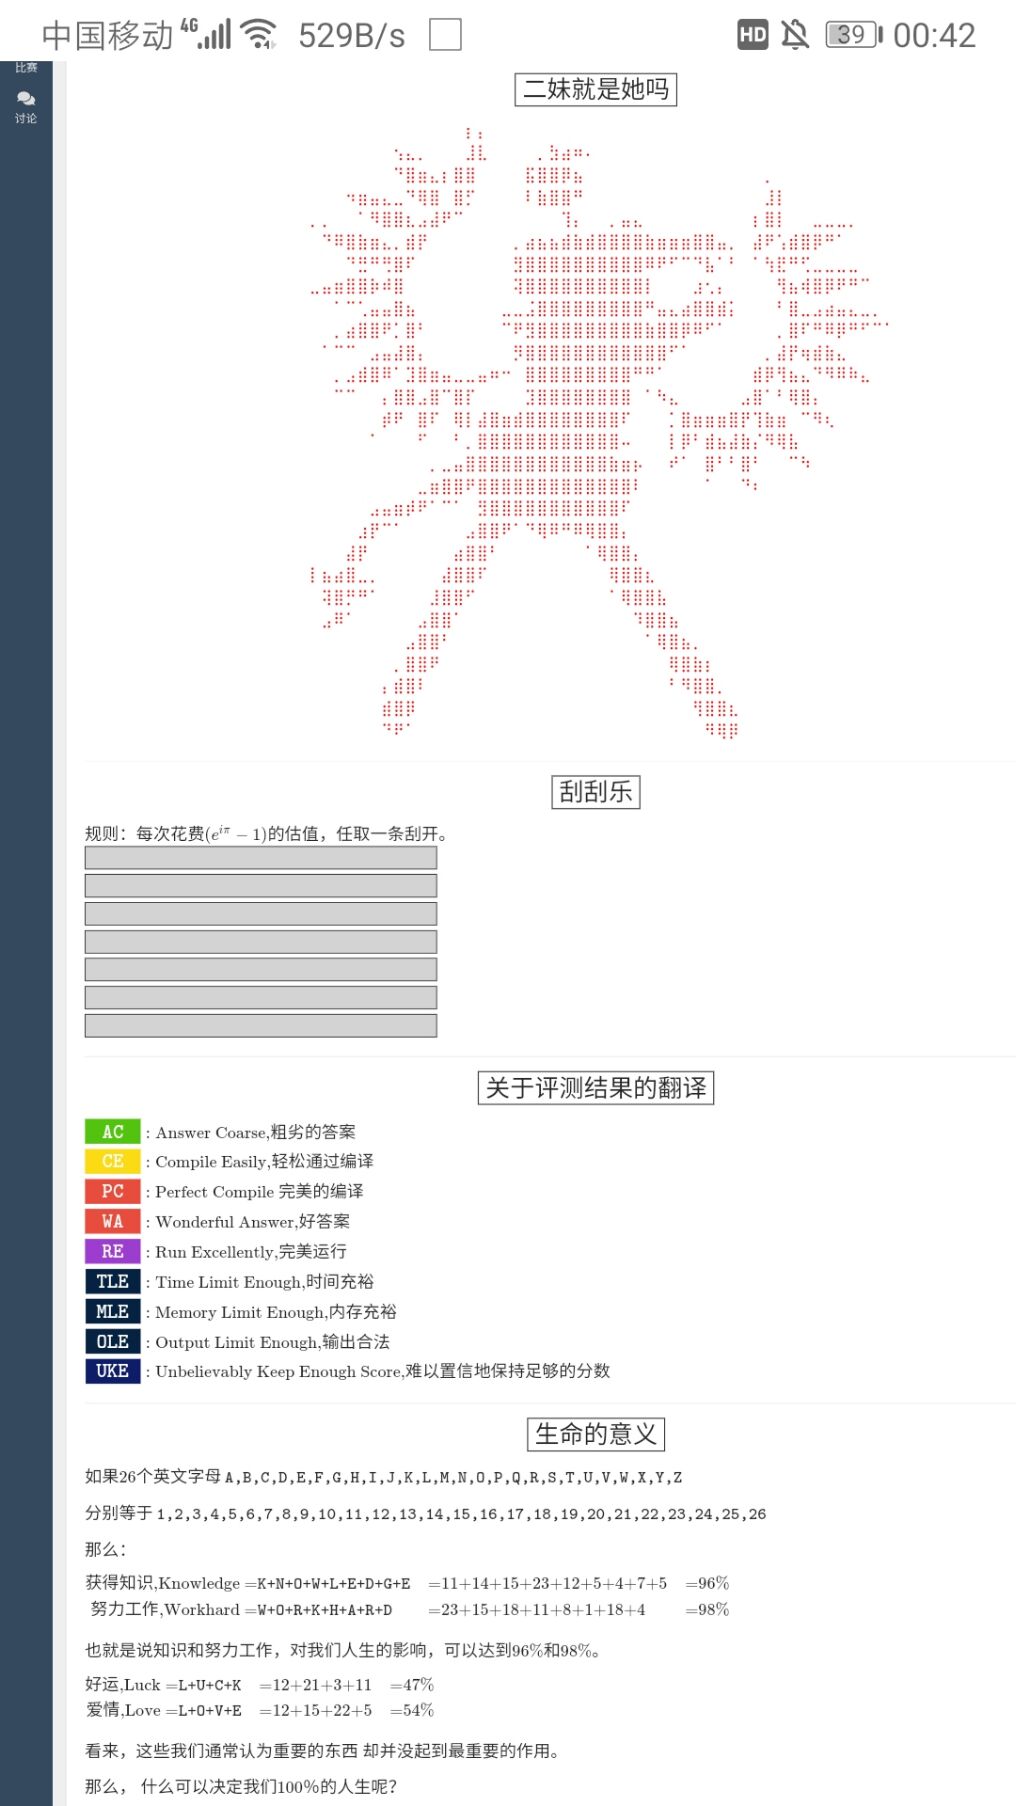 中国移动 4G 529B/s HD 39 00:42
比赛
讨论
二妹就是她吗
刮刮乐
规则：每次花费(e^{iπ} − 1)的估值，任取一条刮开。
关于评测结果的翻译
AC : Answer Coarse,粗劣的答案
CE : Compile Easily,轻松通过编译
PC : Perfect Compile 完美的编译
WA : Wonderful Answer,好答案
RE : Run Excellently,完美运行
TLE : Time Limit Enough,时间充裕
MLE : Memory Limit Enough,内存充裕
OLE : Output Limit Enough,输出合法
UKE : Unbelievably Keep Enough Score,难以置信地保持足够的分数
生命的意义
如果26个英文字母 A,B,C,D,E,F,G,H,I,J,K,L,M,N,O,P,Q,R,S,T,U,V,W,X,Y,Z
分别等于 1,2,3,4,5,6,7,8,9,10,11,12,13,14,15,16,17,18,19,20,21,22,23,24,25,26
那么：
获得知识,Knowledge =K+N+O+W+L+E+D+G+E =11+14+15+23+12+5+4+7+5 =96%
努力工作,Workhard =W+O+R+K+H+A+R+D =23+15+18+11+8+1+18+4 =98%
也就是说知识和努力工作，对我们人生的影响，可以达到96%和98%。
好运,Luck =L+U+C+K =12+21+3+11 =47%
爱情,Love =L+O+V+E =12+15+22+5 =54%
看来，这些我们通常认为重要的东西 却并没起到最重要的作用。
那么， 什么可以决定我们100%的人生呢？